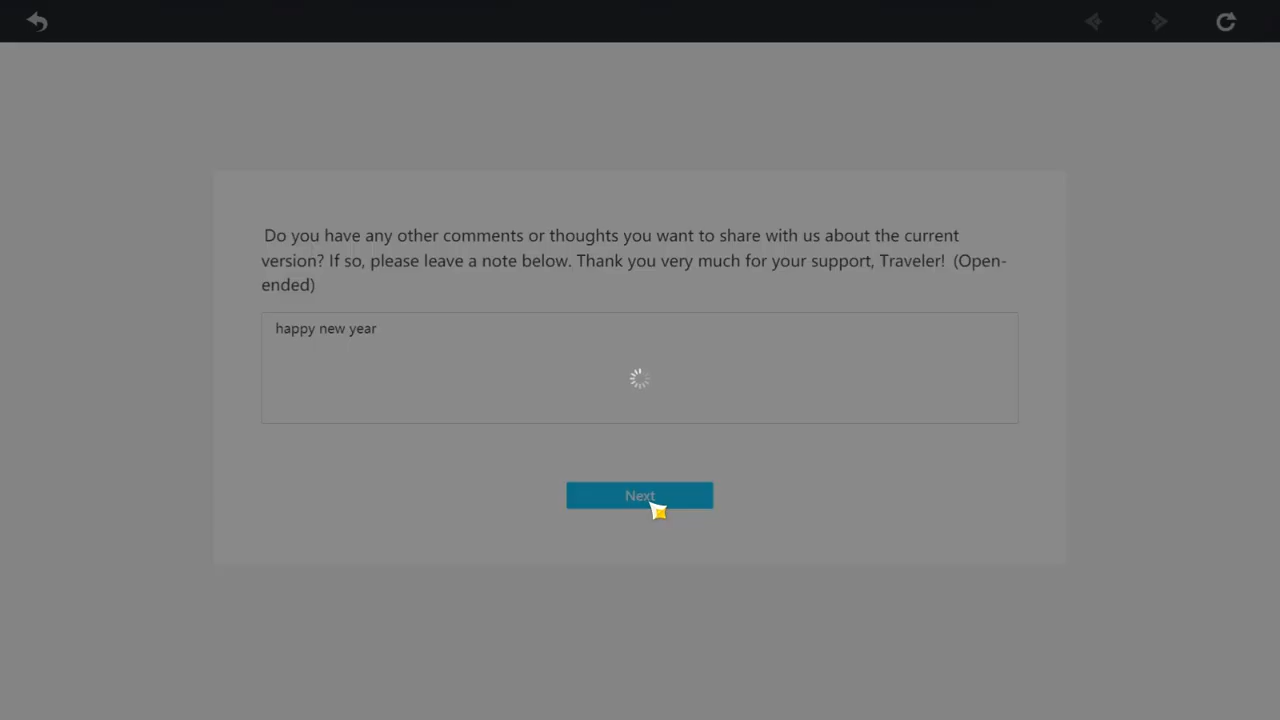 Do you have any other comments or thoughts you want to share with us about the current
version? If so, please leave a note below. Thank you very much for your support, Traveler! (Open-
ended)
happy new year
Next